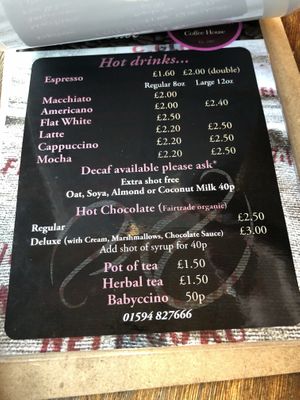 Coffee House
Hot drinks...
Espresso £1.60 £2.00 (double)
Regular 8oz Large 12oz
Macchiato £2.00
Americano £2.00 £2.40
Flat White £2.50
Latte £2.20 £2.50
Cappuccino £2.20 £2.50
Mocha £2.20 £2.50
Decaf available please ask*
Extra shot free
Oat, Soya, Almond or Coconut Milk 40p
Hot Chocolate (Fairtrade organic)
Regular £2,50
Deluxe (with Cream, Marshmallows, Chocolate Sauce) £3.00
Add shot of syrup for 40p
Pot of tea £1.50
Herbal tea £1.50
Babyccino 50p
01594 827666